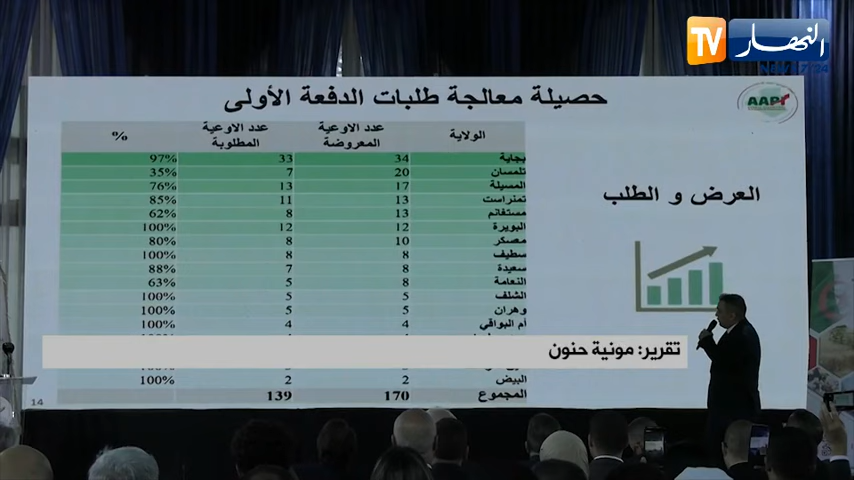 TV النهار
حصيلة معالجة طلبات الدفعة الأولى
AAPI
الولاية عدد الاوعية المعروضة عدد الاوعية المطلوبة %
بجاية 34 33 97%
تلمسان 20 7 35%
المسيلة 17 13 76%
تمنراست 13 11 85%
مستغانم 13 8 62%
البويرة 12 12 100%
معسكر 10 8 80%
سطيف 8 8 100%
سعيدة 8 7 88%
النعامة 8 5 63%
الشلف 5 5 100%
وهران 5 5 100%
أم البواقي 4 4 100%
البيض 2 2 100%
المجموع 170 139
العرض و الطلب
تقرير: مونية حنون
14